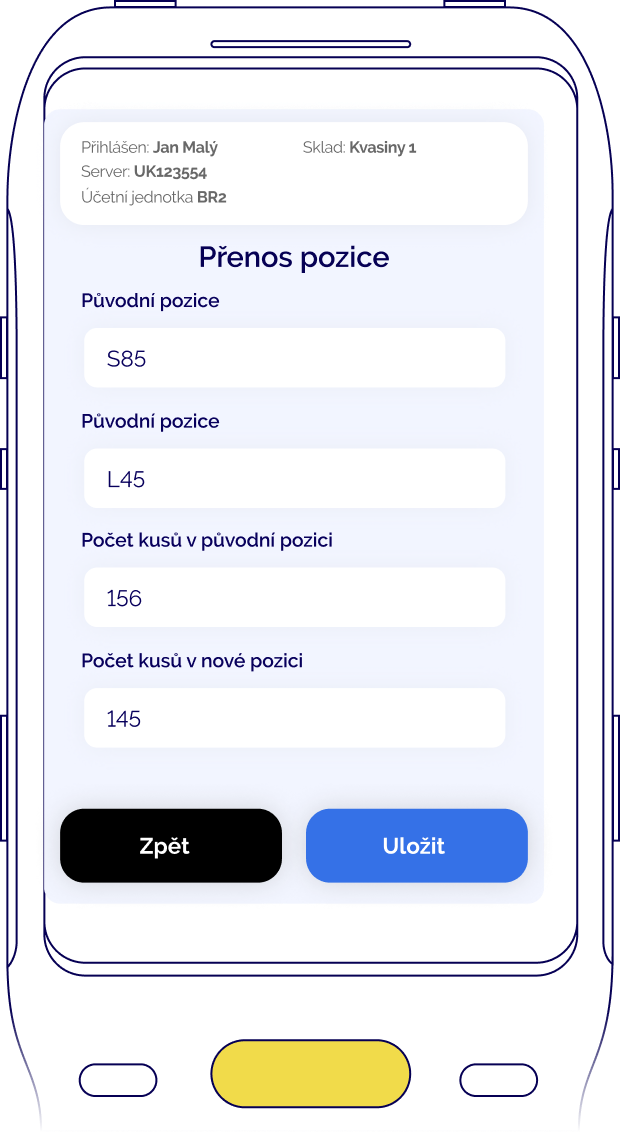 Přihlášen: Jan Malý
Sklad: Kvasiny 1
Server: UK123554
Účetní jednotka BR2
Přenos pozice
Původní pozice
S85
Původní pozice
L45
Počet kusů v původní pozici
156
Počet kusů v nové pozici
145
Zpět
Uložit